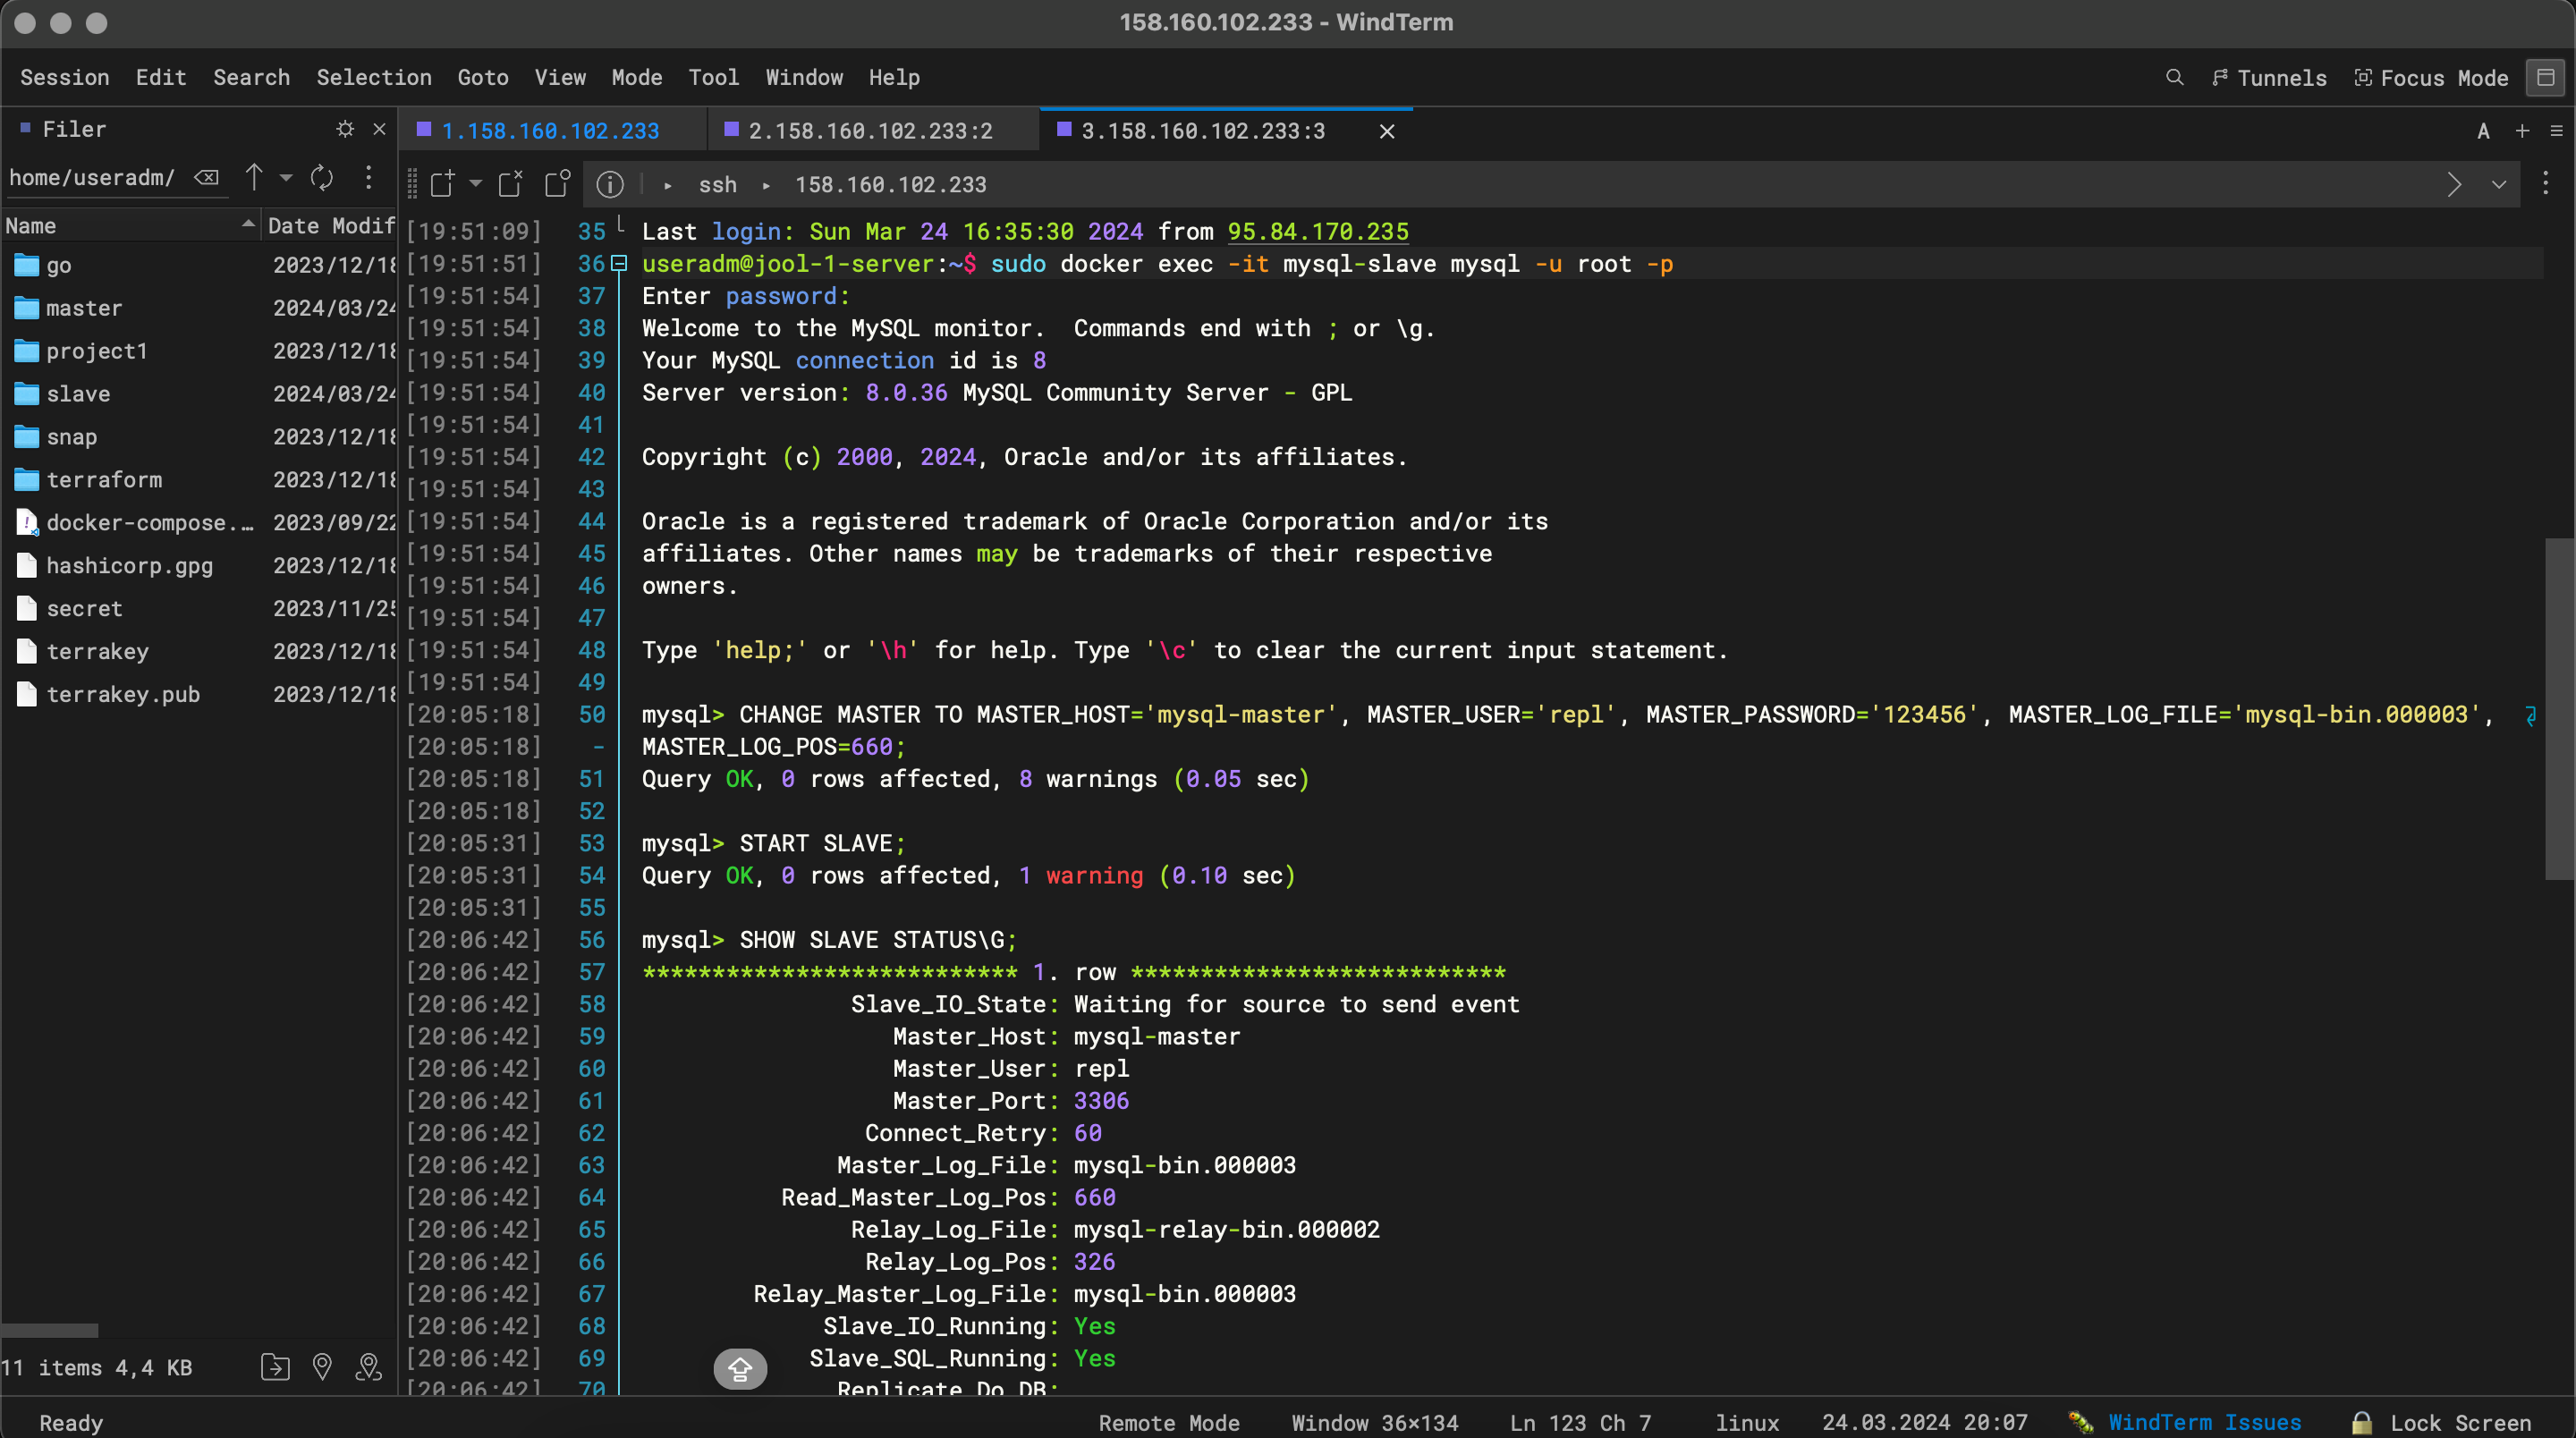 158.160.102.233 - WindTerm
Session Edit Search Selection Goto View Mode Tool Window Help
Tunnels Focus Mode
Filer
1.158.160.102.233 2.158.160.102.233:2 3.158.160.102.233:3
A
home/useradm/
ssh 158.160.102.233
Name Date Modif
go 2023/12/18
master 2024/03/24
project1 2023/12/18
slave 2024/03/24
snap 2023/12/18
terraform 2023/12/18
docker-compose.… 2023/09/22
hashicorp.gpg 2023/12/18
secret 2023/11/25
terrakey 2023/12/18
terrakey.pub 2023/12/18
11 items 4,4 KB
[19:51:09] 35 Last login: Sun Mar 24 16:35:30 2024 from 95.84.170.235
[19:51:51] 36 useradm@jool-1-server:~$ sudo docker exec -it mysql-slave mysql -u root -p
[19:51:54] 37 Enter password:
[19:51:54] 38 Welcome to the MySQL monitor.  Commands end with ; or \g.
[19:51:54] 39 Your MySQL connection id is 8
[19:51:54] 40 Server version: 8.0.36 MySQL Community Server - GPL
[19:51:54] 41
[19:51:54] 42 Copyright (c) 2000, 2024, Oracle and/or its affiliates.
[19:51:54] 43
[19:51:54] 44 Oracle is a registered trademark of Oracle Corporation and/or its
[19:51:54] 45 affiliates. Other names may be trademarks of their respective
[19:51:54] 46 owners.
[19:51:54] 47
[19:51:54] 48 Type 'help;' or '\h' for help. Type '\c' to clear the current input statement.
[19:51:54] 49
[20:05:18] 50 mysql> CHANGE MASTER TO MASTER_HOST='mysql-master', MASTER_USER='repl', MASTER_PASSWORD='123456', MASTER_LOG_FILE='mysql-bin.000003',
[20:05:18] - MASTER_LOG_POS=660;
[20:05:18] 51 Query OK, 0 rows affected, 8 warnings (0.05 sec)
[20:05:18] 52
[20:05:31] 53 mysql> START SLAVE;
[20:05:31] 54 Query OK, 0 rows affected, 1 warning (0.10 sec)
[20:05:31] 55
[20:06:42] 56 mysql> SHOW SLAVE STATUS\G;
[20:06:42] 57 *************************** 1. row ***************************
[20:06:42] 58 Slave_IO_State: Waiting for source to send event
[20:06:42] 59 Master_Host: mysql-master
[20:06:42] 60 Master_User: repl
[20:06:42] 61 Master_Port: 3306
[20:06:42] 62 Connect_Retry: 60
[20:06:42] 63 Master_Log_File: mysql-bin.000003
[20:06:42] 64 Read_Master_Log_Pos: 660
[20:06:42] 65 Relay_Log_File: mysql-relay-bin.000002
[20:06:42] 66 Relay_Log_Pos: 326
[20:06:42] 67 Relay_Master_Log_File: mysql-bin.000003
[20:06:42] 68 Slave_IO_Running: Yes
[20:06:42] 69 Slave_SQL_Running: Yes
[20:06:42] 70 Replicate_Do_DB:
Ready Remote Mode Window 36×134 Ln 123 Ch 7 linux 24.03.2024 20:07 WindTerm Issues Lock Screen